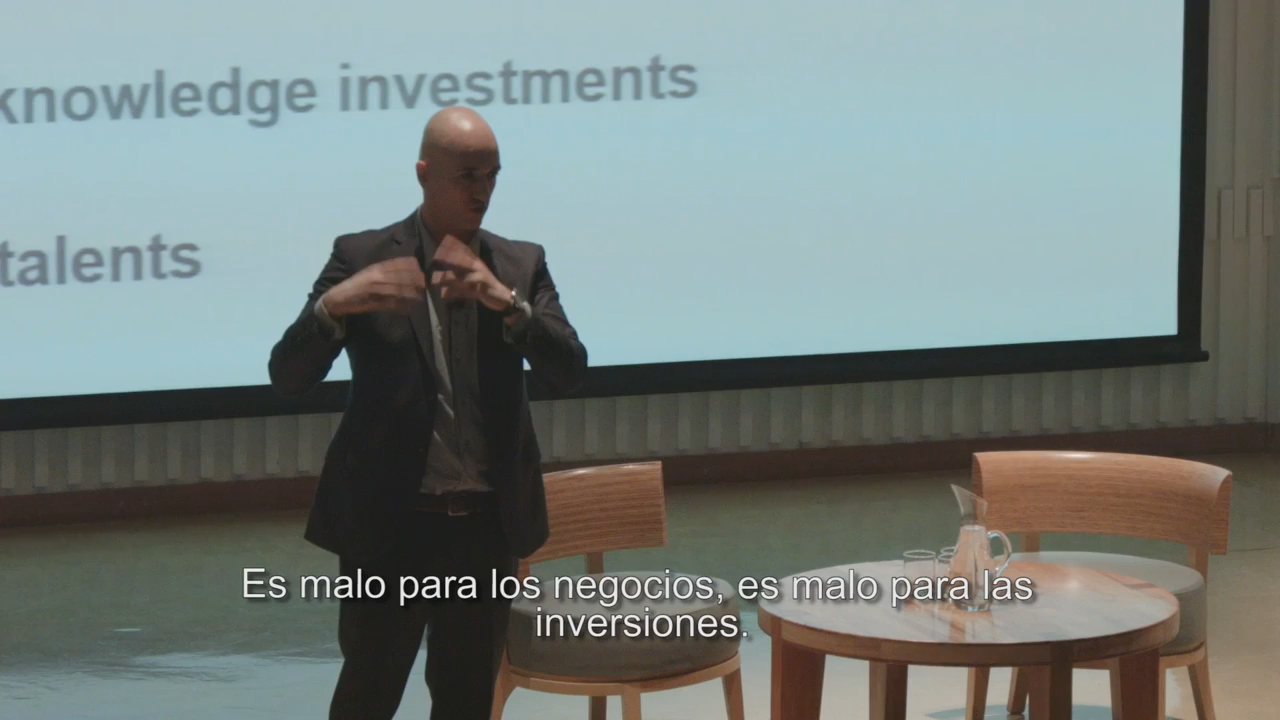 knowledge investments
talents
Es malo para los negocios, es malo para las
inversiones.